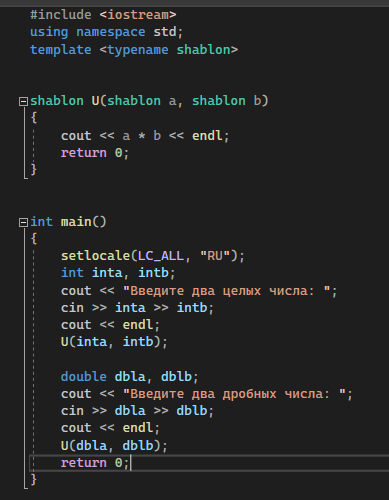 #include <iostream>
using namespace std;
template <typename shablon>
shablon U(shablon a, shablon b)
{
cout << a * b << endl;
return 0;
}
int main()
{
setlocale(LC_ALL, "RU");
int inta, intb;
cout << "Введите два целых числа: ";
cin >> inta >> intb;
cout << endl;
U(inta, intb);
double dbla, dblb;
cout << "Введите два дробных числа: ";
cin >> dbla >> dblb;
cout << endl;
U(dbla, dblb);
return 0;
}